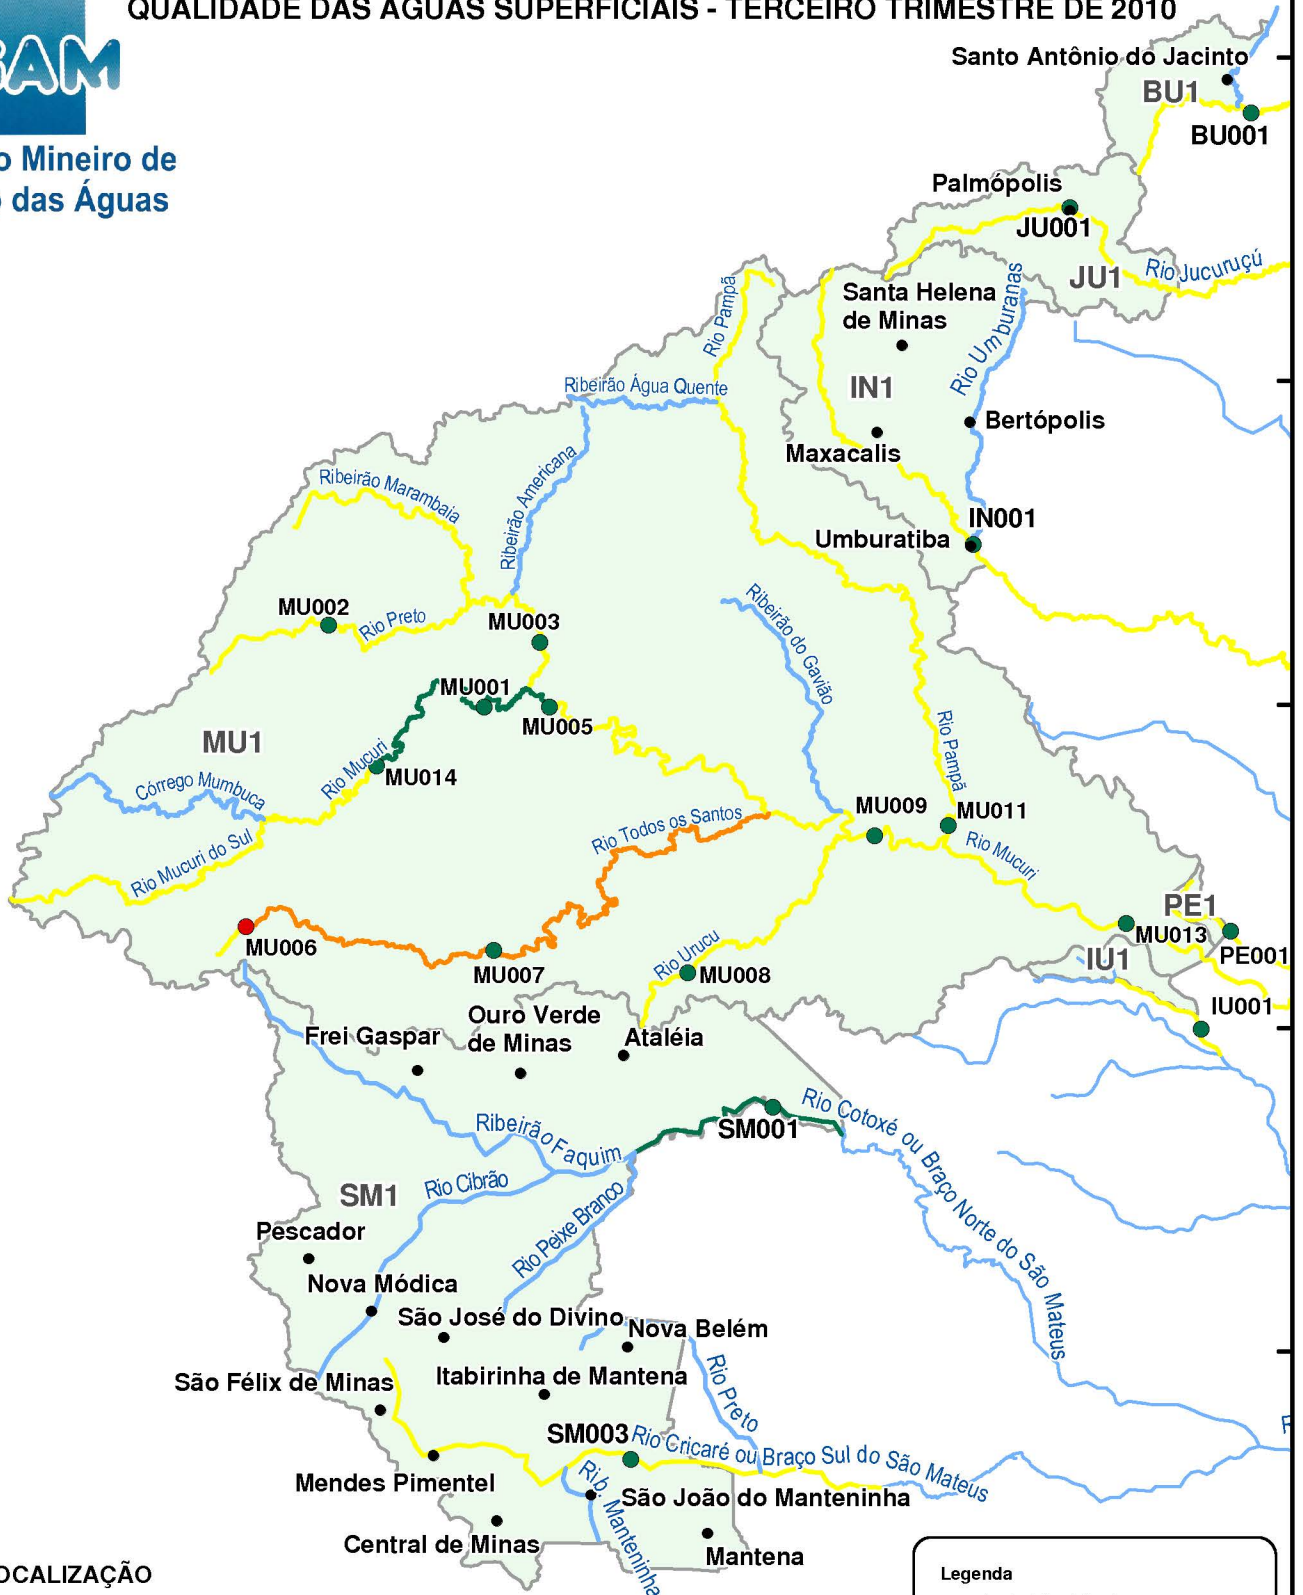 QUALIDADE DAS ÁGUAS SUPERFICIAIS - TERCEIRO TRIMESTRE DE 2010
Mineiro de
das Águas
Santo Antônio do Jacinto
BU1
BU001
Palmópolis
JU001
JU1
Rio Jucuruçú
Santa Helena
de Minas
Rio Umburanas
Rio Pampã
IN1
Ribeirão Água Quente
Bertópolis
Maxacalis
Ribeirão Americana
Ribeirão Marambaia
IN001
Umburatiba
MU002
Rio Preto
MU003
Ribeirão do Gavião
MU001
MU005
MU1
Rio Pampã
Rio Mucuri
MU014
Córrego Mumbuca
MU009
MU011
Rio Todos os Santos
Rio Mucuri do Sul
Rio Mucuri
PE1
MU013
MU006
PE001
Rio Urucu
IU1
MU007
MU008
IU001
Ouro Verde
de Minas
Frei Gaspar
Ataléia
Rio Cotoxé ou Braço Norte do São Mateus
Ribeirão Faquim
SM001
SM1
Rio Cibrão
Rio Peixe Branco
Pescador
Nova Módica
São José do Divino
Nova Belém
São Félix de Minas
Itabirinha de Mantena
Rio Preto
SM003
Rio Cricaré ou Braço Sul do São Mateus
Mendes Pimentel
Rib. Manteninha
São João do Manteninha
Central de Minas
Mantena
Legenda